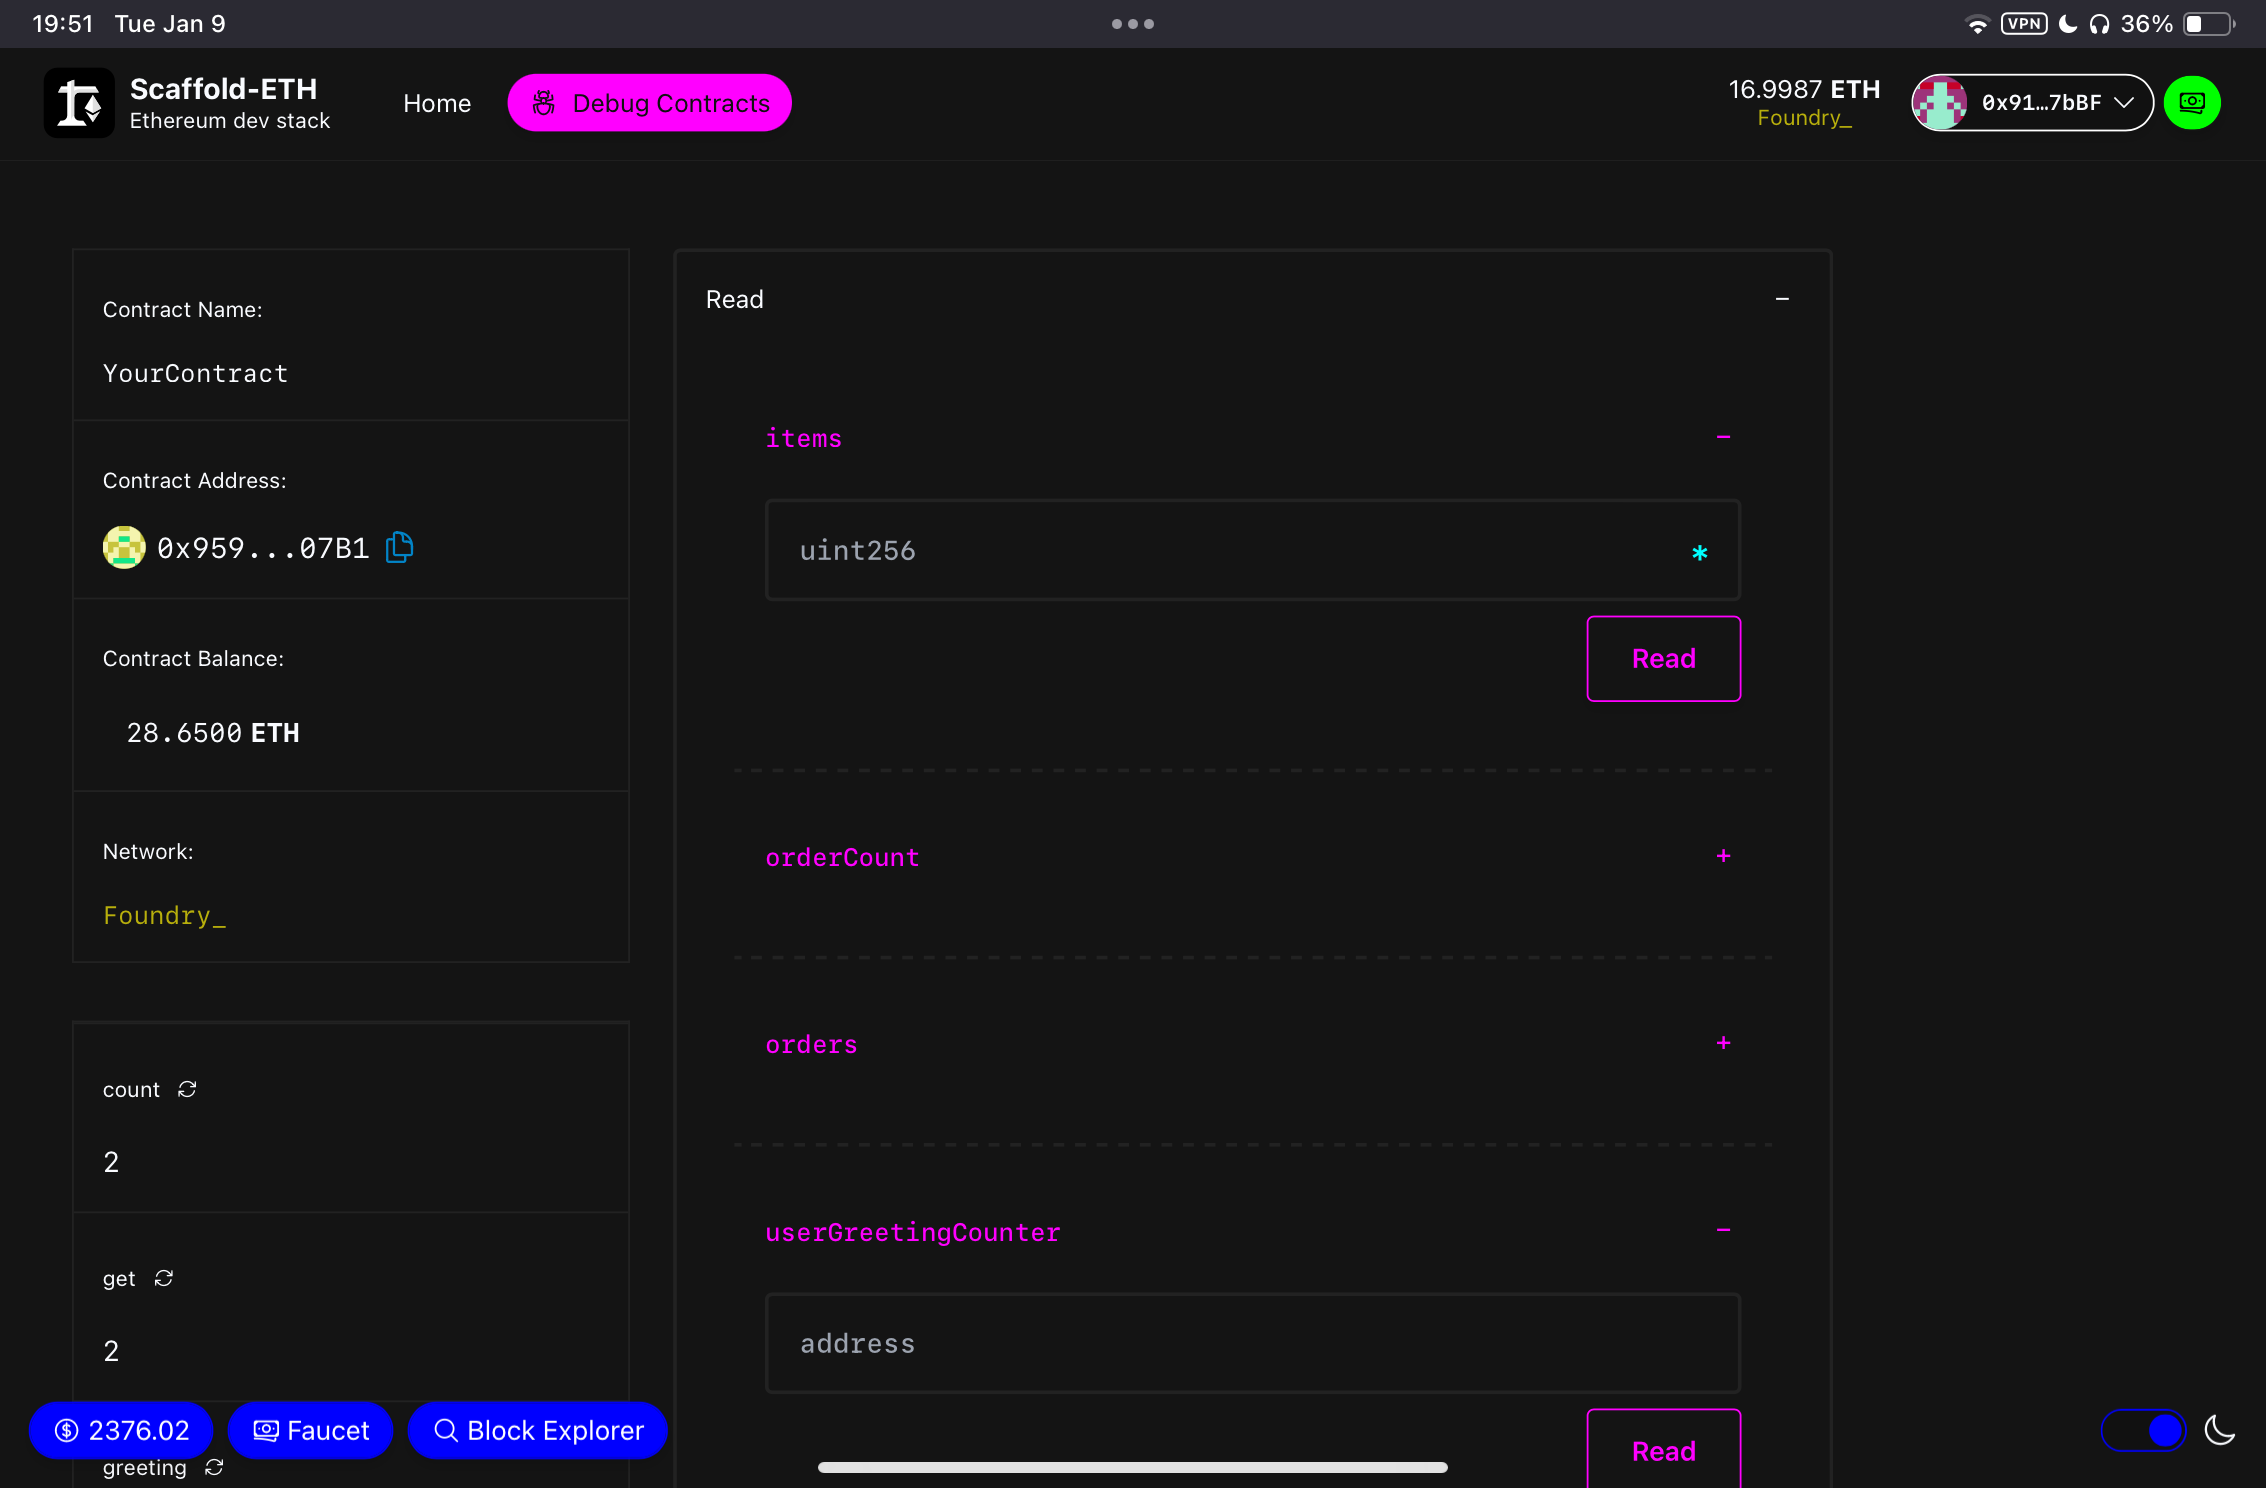 19:51 Tue Jan 9
VPN 36%
Scaffold-ETH
Ethereum dev stack
Home
Debug Contracts
16.9987 ETH
Foundry_
0x91...7bBF
Contract Name:
YourContract
Contract Address:
0x959...07B1
Contract Balance:
28.6500 ETH
Network:
Foundry_
count
2
get
2
greeting
Read
−
items
−
uint256
*
Read
orderCount
+
orders
+
userGreetingCounter
−
address
Read
2376.02
Faucet
Block Explorer